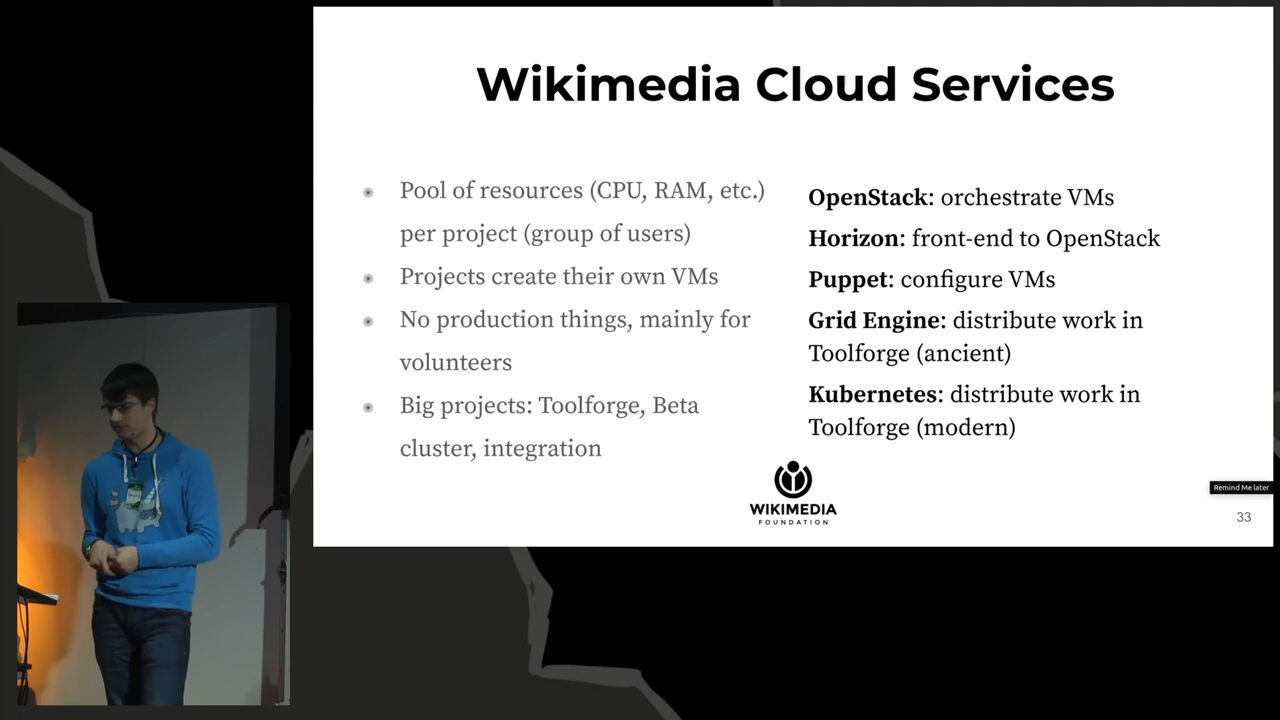 Wikimedia Cloud Services
Pool of resources (CPU, RAM, etc.)
per project (group of users)
Projects create their own VMs
No production things, mainly for
volunteers
Big projects: Toolforge, Beta
cluster, integration
OpenStack: orchestrate VMs
Horizon: front-end to OpenStack
Puppet: configure VMs
Grid Engine: distribute work in
Toolforge (ancient)
Kubernetes: distribute work in
Toolforge (modern)
WIKIMEDIA
FOUNDATION
Remind Me later
33